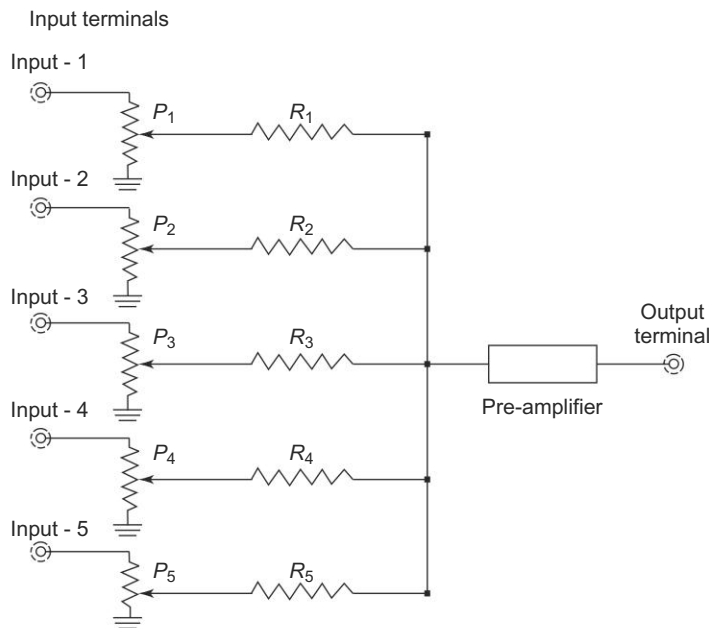 Input terminals
Input - 1
P1
R1
Input - 2
P2
R2
Input - 3
P3
R3
Output
terminal
Pre-amplifier
Input - 4
P4
R4
Input - 5
P5
R5